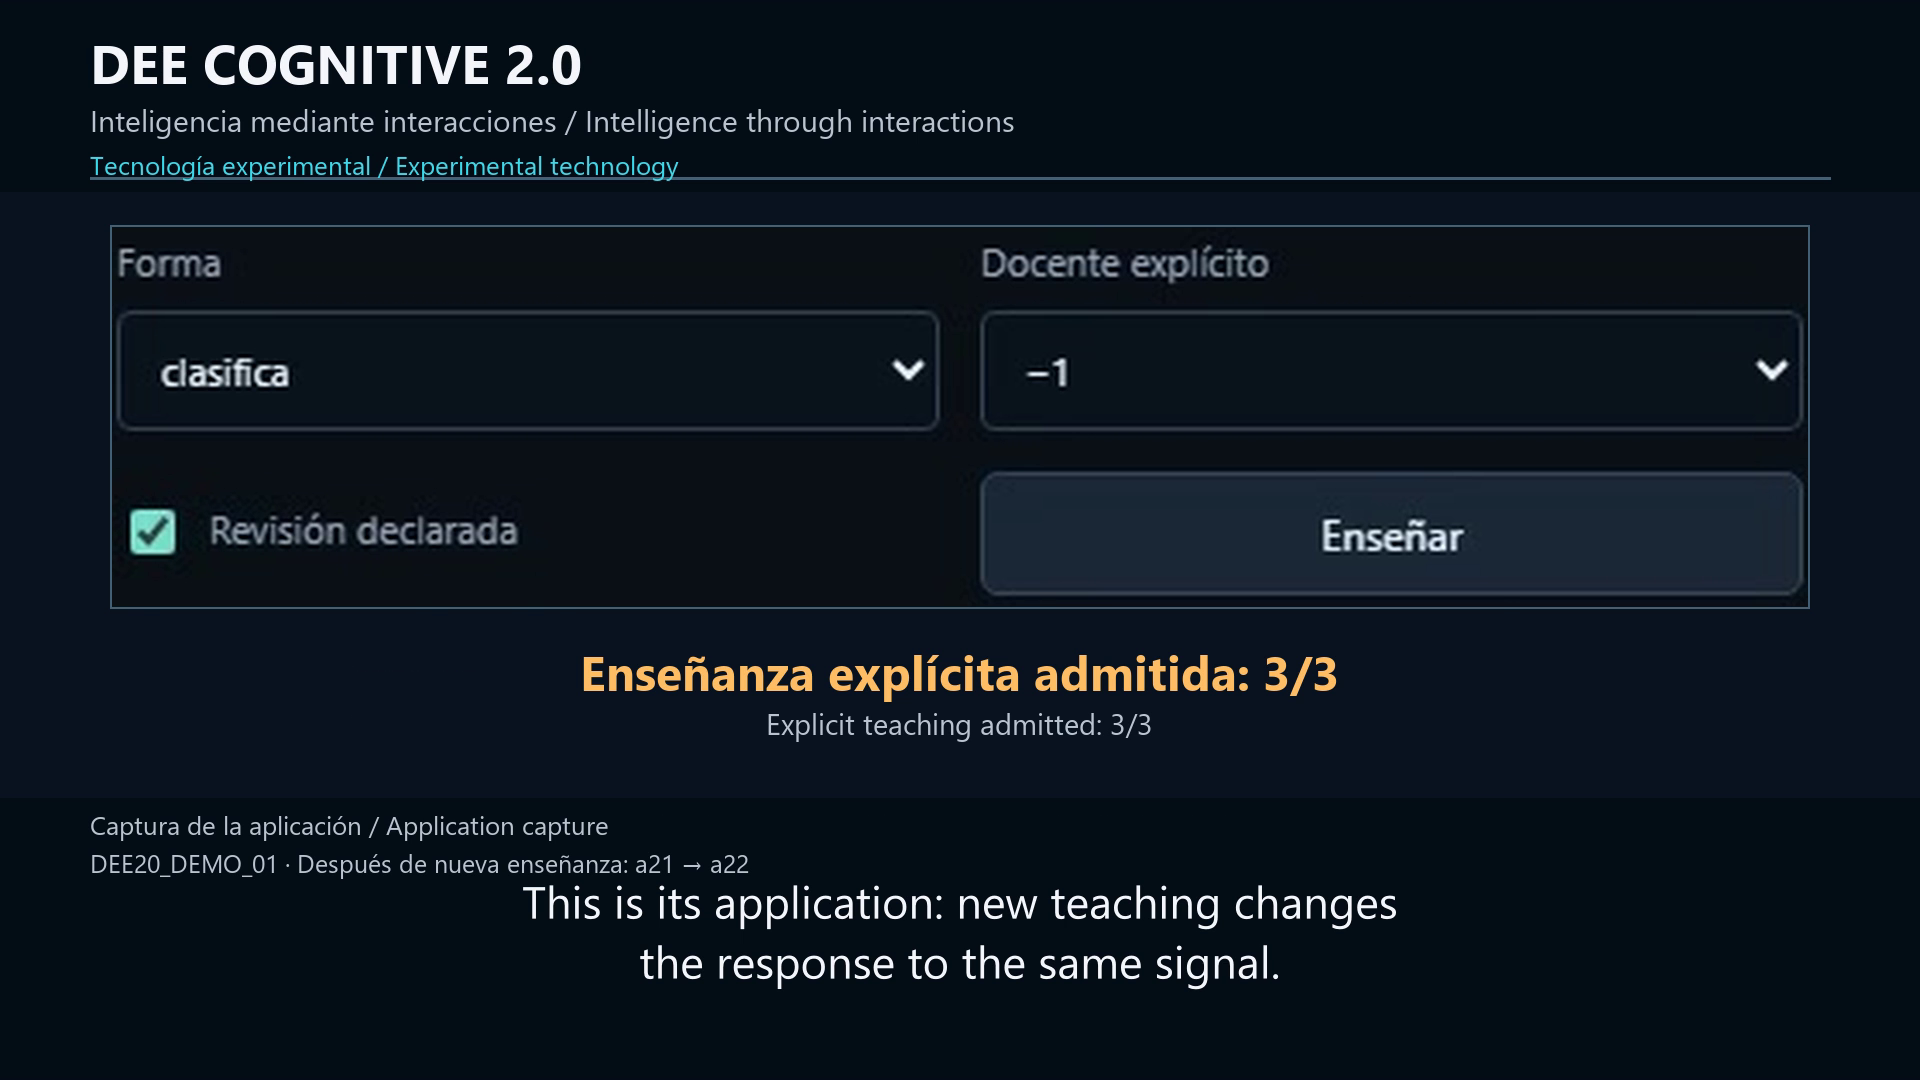 DEE COGNITIVE 2.0
Inteligencia mediante interacciones / Intelligence through interactions
Tecnología experimental / Experimental technology
Forma
Docente explícito
clasifica
−1
Revisión declarada
Enseñar
Enseñanza explícita admitida: 3/3
Explicit teaching admitted: 3/3
Captura de la aplicación / Application capture
DEE20_DEMO_01 · Después de nueva enseñanza: a21 → a22
This is its application: new teaching changes
the response to the same signal.